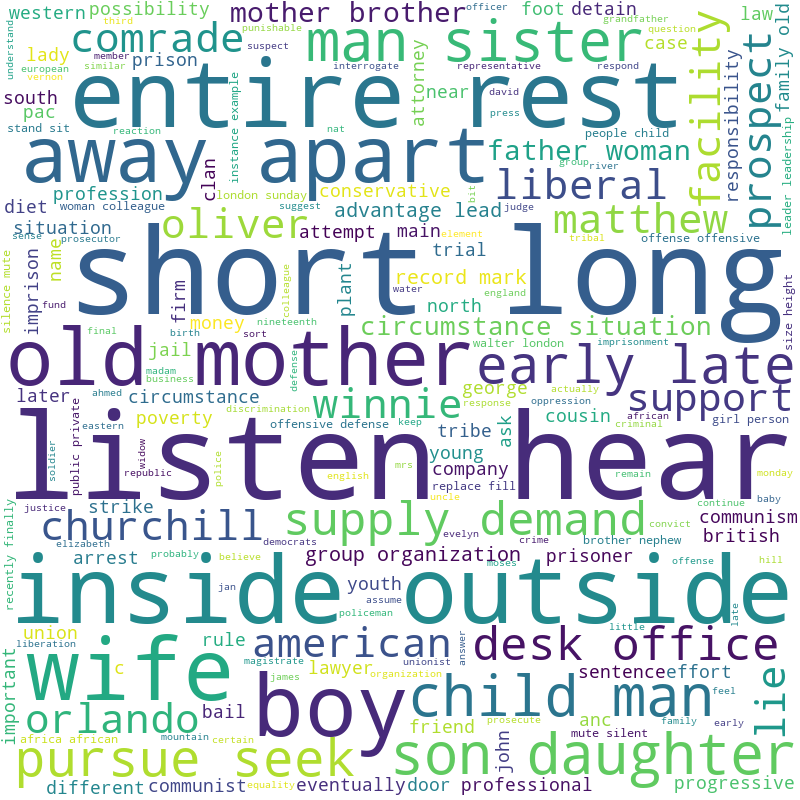 western possibility mother brother foot detain law
third officer grandfather question
comrade man sister punishable
understand lady member prison suspect interrogate representative respond attorney case facility prospect family old
european similar vernon
south entire rest near david responsibility
pac instance example press
stand sit reaction nat people child
away apart father woman group river
clan london sunday conservative liberal leader leadership
profession bit
diet woman colleague suggest judge
situation oliver advantage lead matthew
sense prosecutor attempt main element tribal offense offensive
silence mute imprison name trial
short long
fund firm colleague record mark water plant north england size height
money nineteenth circumstance situation
final birth sort walter london imprisonment
jail old mother early late
madam business ahmed defense actually
later circumstance winnie george support
discrimination response oppression cousin african
eastern poverty offensive defense keep ask criminal girl person
public private tribe
young
listen hear
soldier widow police republic company mrs
replace fill remain monday
english uncle
justice strike continue baby
churchill supply demand convict communism
elizabeth evelyn crime british
recently finally probably democrats brother nephew
arrest believe group organization prisoner moses offense hill
jan youth
inside outside
assume
policeman little late
union rule
liberation american answer desk office
wife magistrate unionist
important c lawyer organization sentence effort
james boy child man feel lie
orlando bail friend prosecute anc family early
africa african john mute silent
mountain certain
pursue seek son daughter
different communist equality eventually door professional progressive